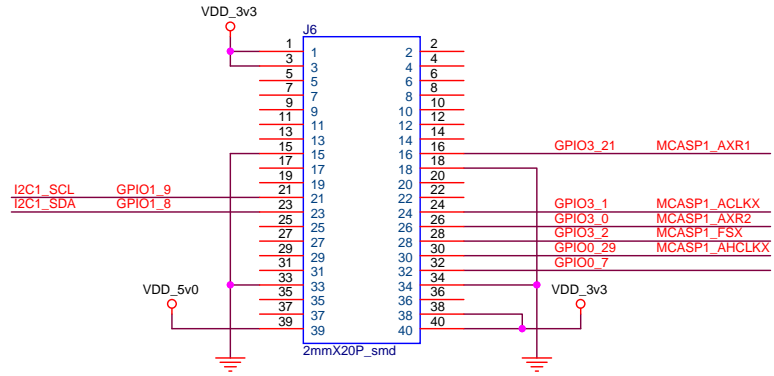 VDD_3v3
J6
1 1 2 2
3 3 4 4
5 5 6 6
7 7 8 8
9 9 10 10
11 11 12 12
13 13 14 14
15 15 16 16 GPIO3_21 MCASP1_AXR1
17 17 18 18
19 19 20 20
I2C1_SCL GPIO1_9 21 21 22 22
I2C1_SDA GPIO1_8 23 23 24 24 GPIO3_1 MCASP1_ACLKX
25 25 26 26 GPIO3_0 MCASP1_AXR2
27 27 28 28 GPIO3_2 MCASP1_FSX
29 29 30 30 GPIO0_29 MCASP1_AHCLKX
31 31 32 32 GPIO0_7
33 33 34 34
VDD_5v0 35 35 36 36 VDD_3v3
37 37 38 38
39 39 40 40
2mmX20P_smd